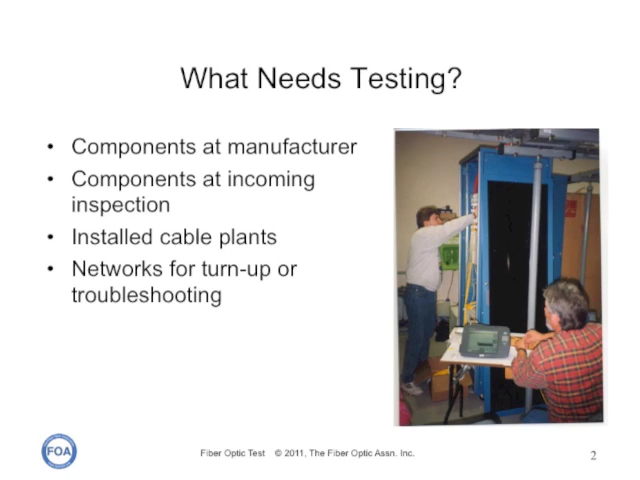 What Needs Testing?
• Components at manufacturer
• Components at incoming
inspection
• Installed cable plants
• Networks for turn-up or
troubleshooting
FOA
Fiber Optic Test © 2011, The Fiber Optic Assn. Inc.
2